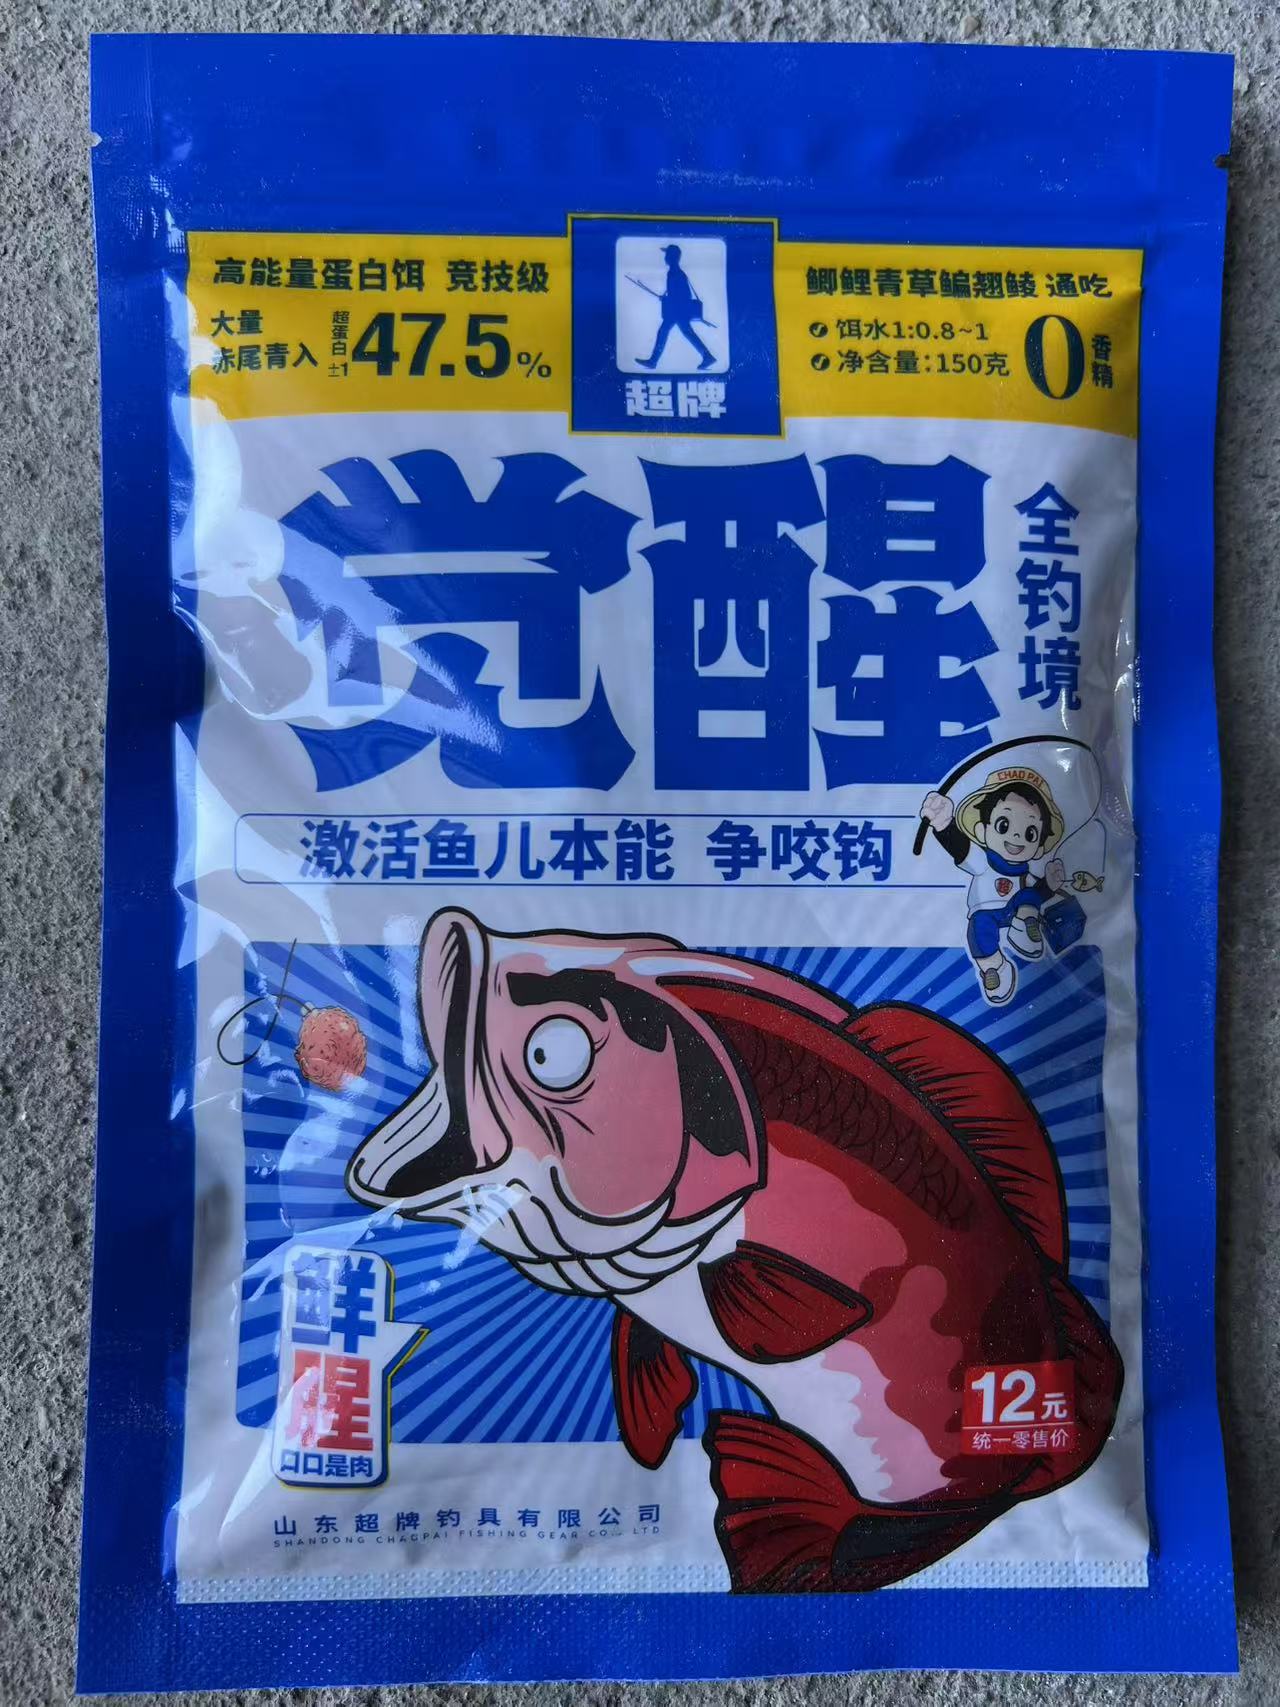 高能量蛋白饵 竞技级
大量
赤尾青入
超蛋白±1
47.5%
超牌
鲫鲤青草鳊翘鲮 通吃
饵水1:0.8~1
净含量:150克
0香精
觉醒
全钓境
激活鱼儿本能 争咬钩
CHAO PAI
超
鲜
腥
口口是肉
12元
统一零售价
山东超牌钓具有限公司
SHANDONG CHAOPAI FISHING GEAR CO., LTD